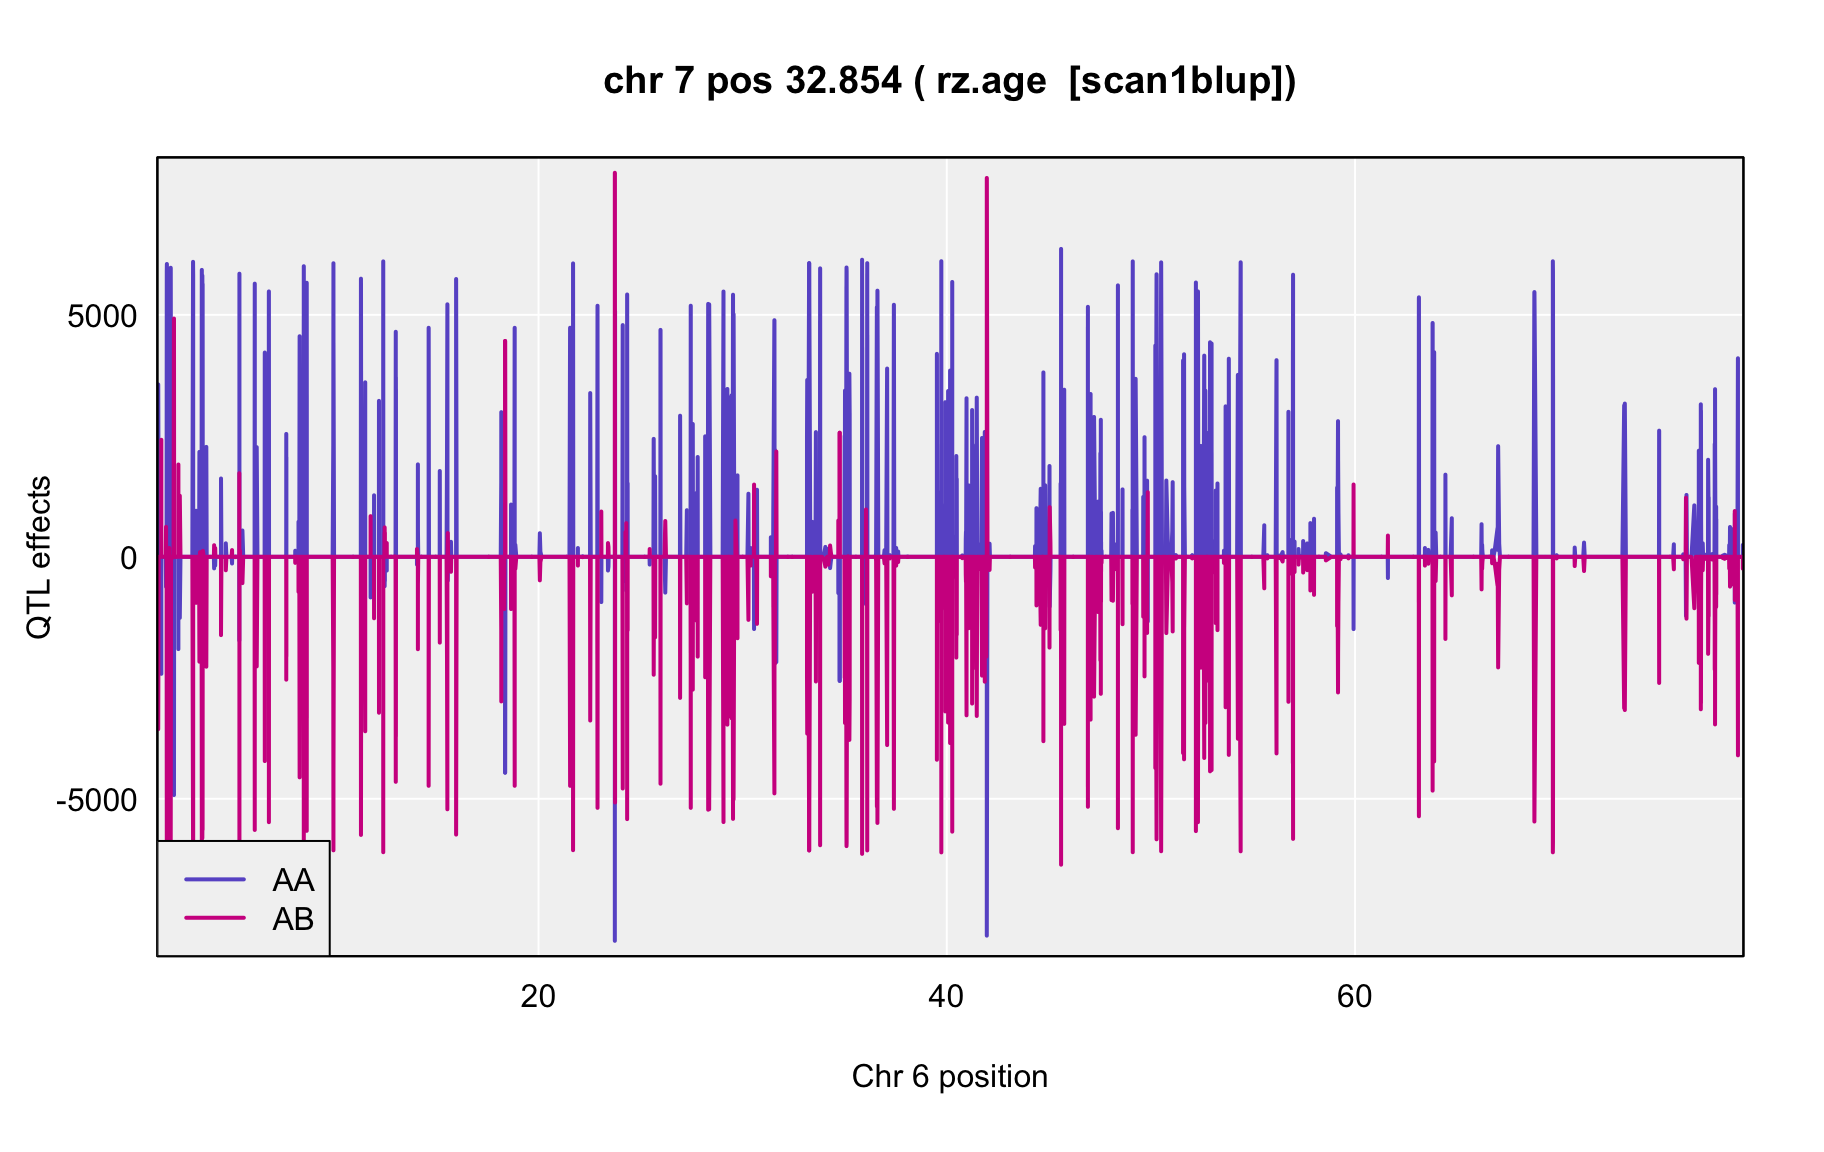 chr 7 pos 32.854 ( rz.age  [scan1blup])
QTL effects
5000
0
-5000
AA
AB
20
40
60
Chr 6 position